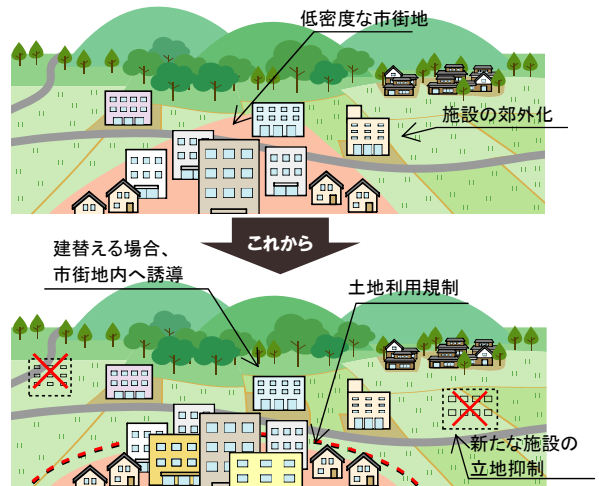 低密度な市街地
施設の郊外化
これから
建替える場合、
市街地内へ誘導
土地利用規制
新たな施設の
立地抑制